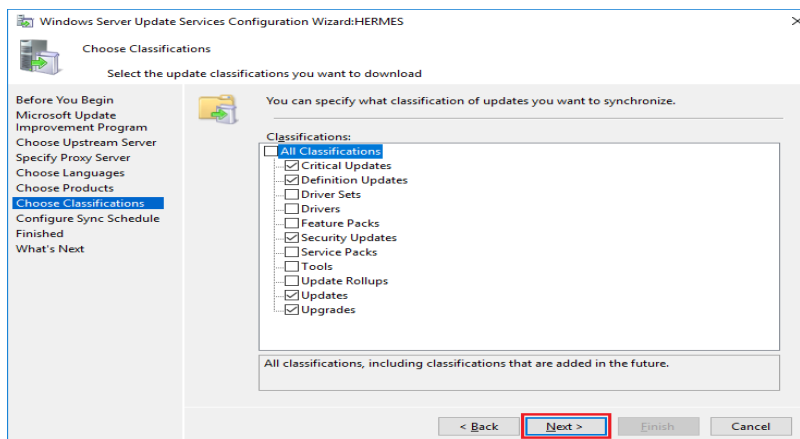 Windows Server Update Services Configuration Wizard:HERMES
Choose Classifications
Select the update classifications you want to download
Before You Begin
Microsoft Update
Improvement Program
Choose Upstream Server
Specify Proxy Server
Choose Languages
Choose Products
Choose Classifications
Configure Sync Schedule
Finished
What's Next
You can specify what classification of updates you want to synchronize.
Classifications:
All Classifications
Critical Updates
Definition Updates
Driver Sets
Drivers
Feature Packs
Security Updates
Service Packs
Tools
Update Rollups
Updates
Upgrades
All classifications, including classifications that are added in the future.
< Back Next > Finish Cancel